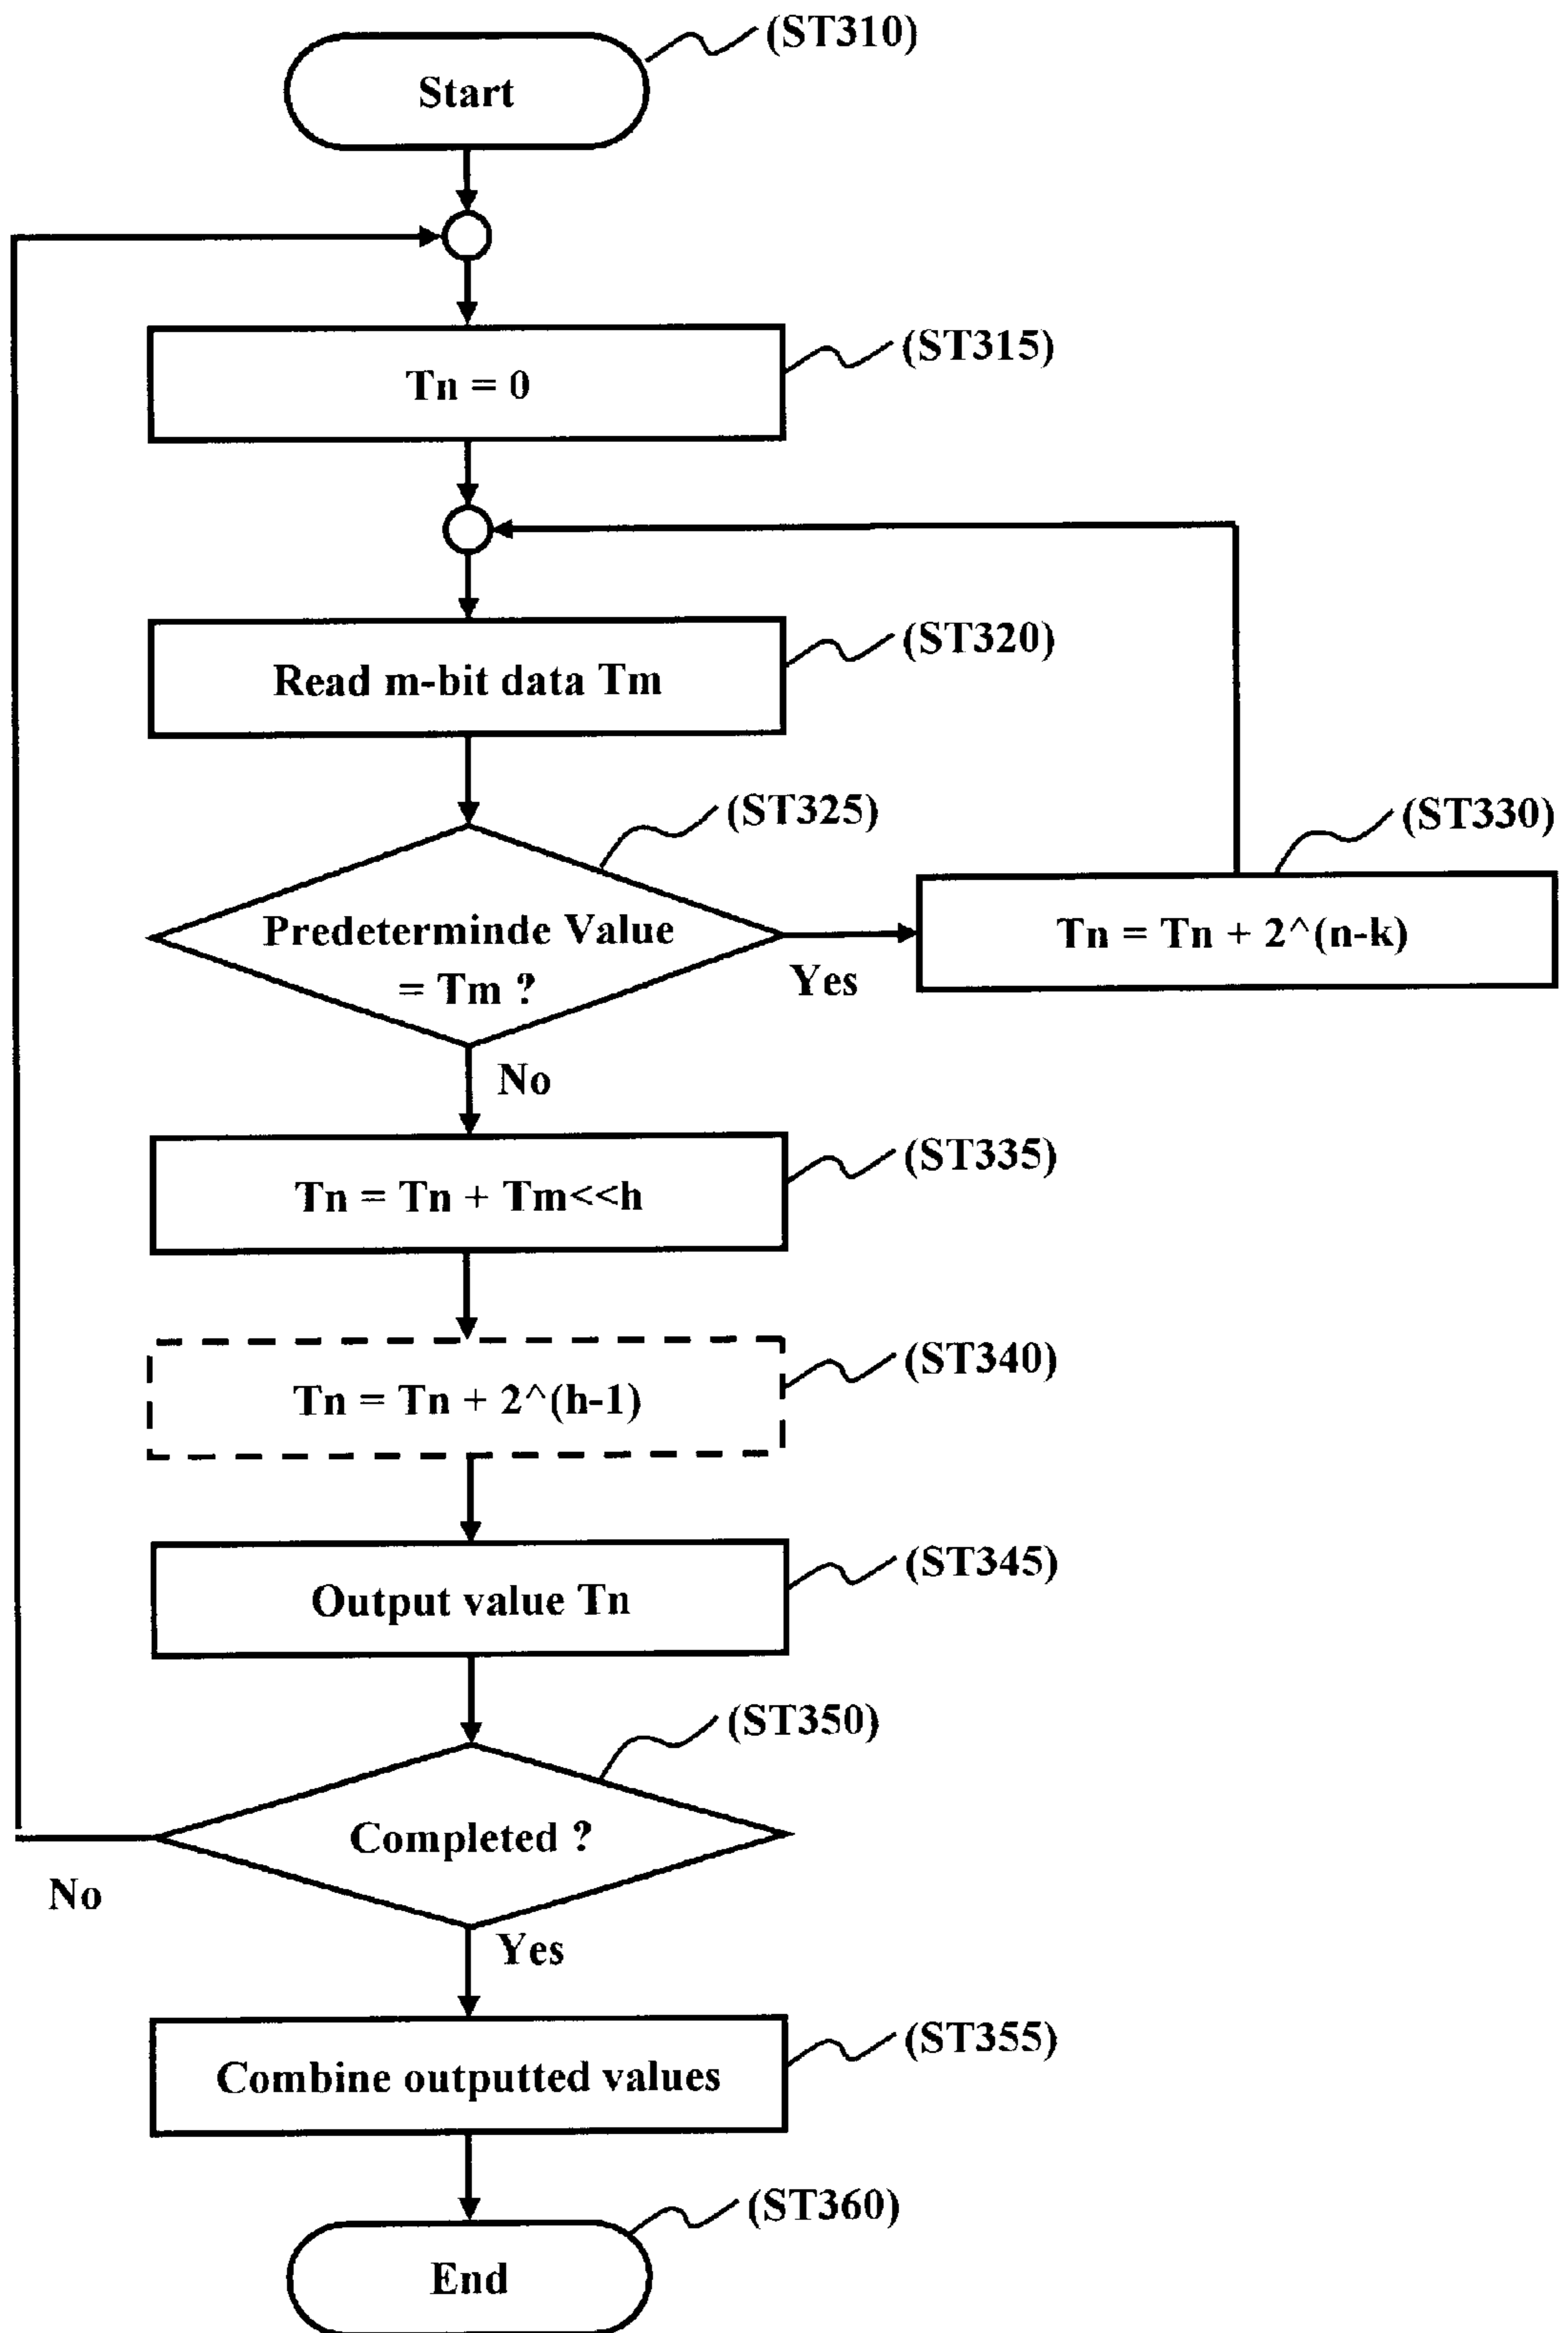 (ST310)
Start
(ST315)
Tn = 0
(ST320)
Read m-bit data Tm
(ST325)
(ST330)
Predeterminde Value
= Tm ?
Yes
Tn = Tn + 2^(n-k)
No
(ST335)
Tn = Tn + Tm<<h
(ST340)
Tn = Tn + 2^(h-1)
(ST345)
Output value Tn
(ST350)
Completed ?
No
Yes
(ST355)
Combine outputted values
(ST360)
End